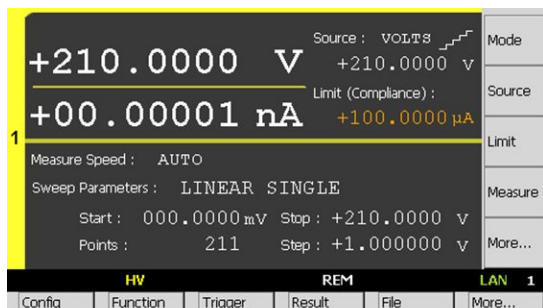 Source : VOLTS
+210.0000 V
+210.0000 V
Limit (Compliance) :
+00.00001 nA
+100.0000 µA
1
Measure Speed : AUTO
Sweep Parameters : LINEAR SINGLE
Start : 000.0000 mV Stop : +210.0000 V
Points : 211 Step : +1.000000 V
Mode
Source
Limit
Measure
More...
HV REM LAN 1
Config Function Trigger Result File More...